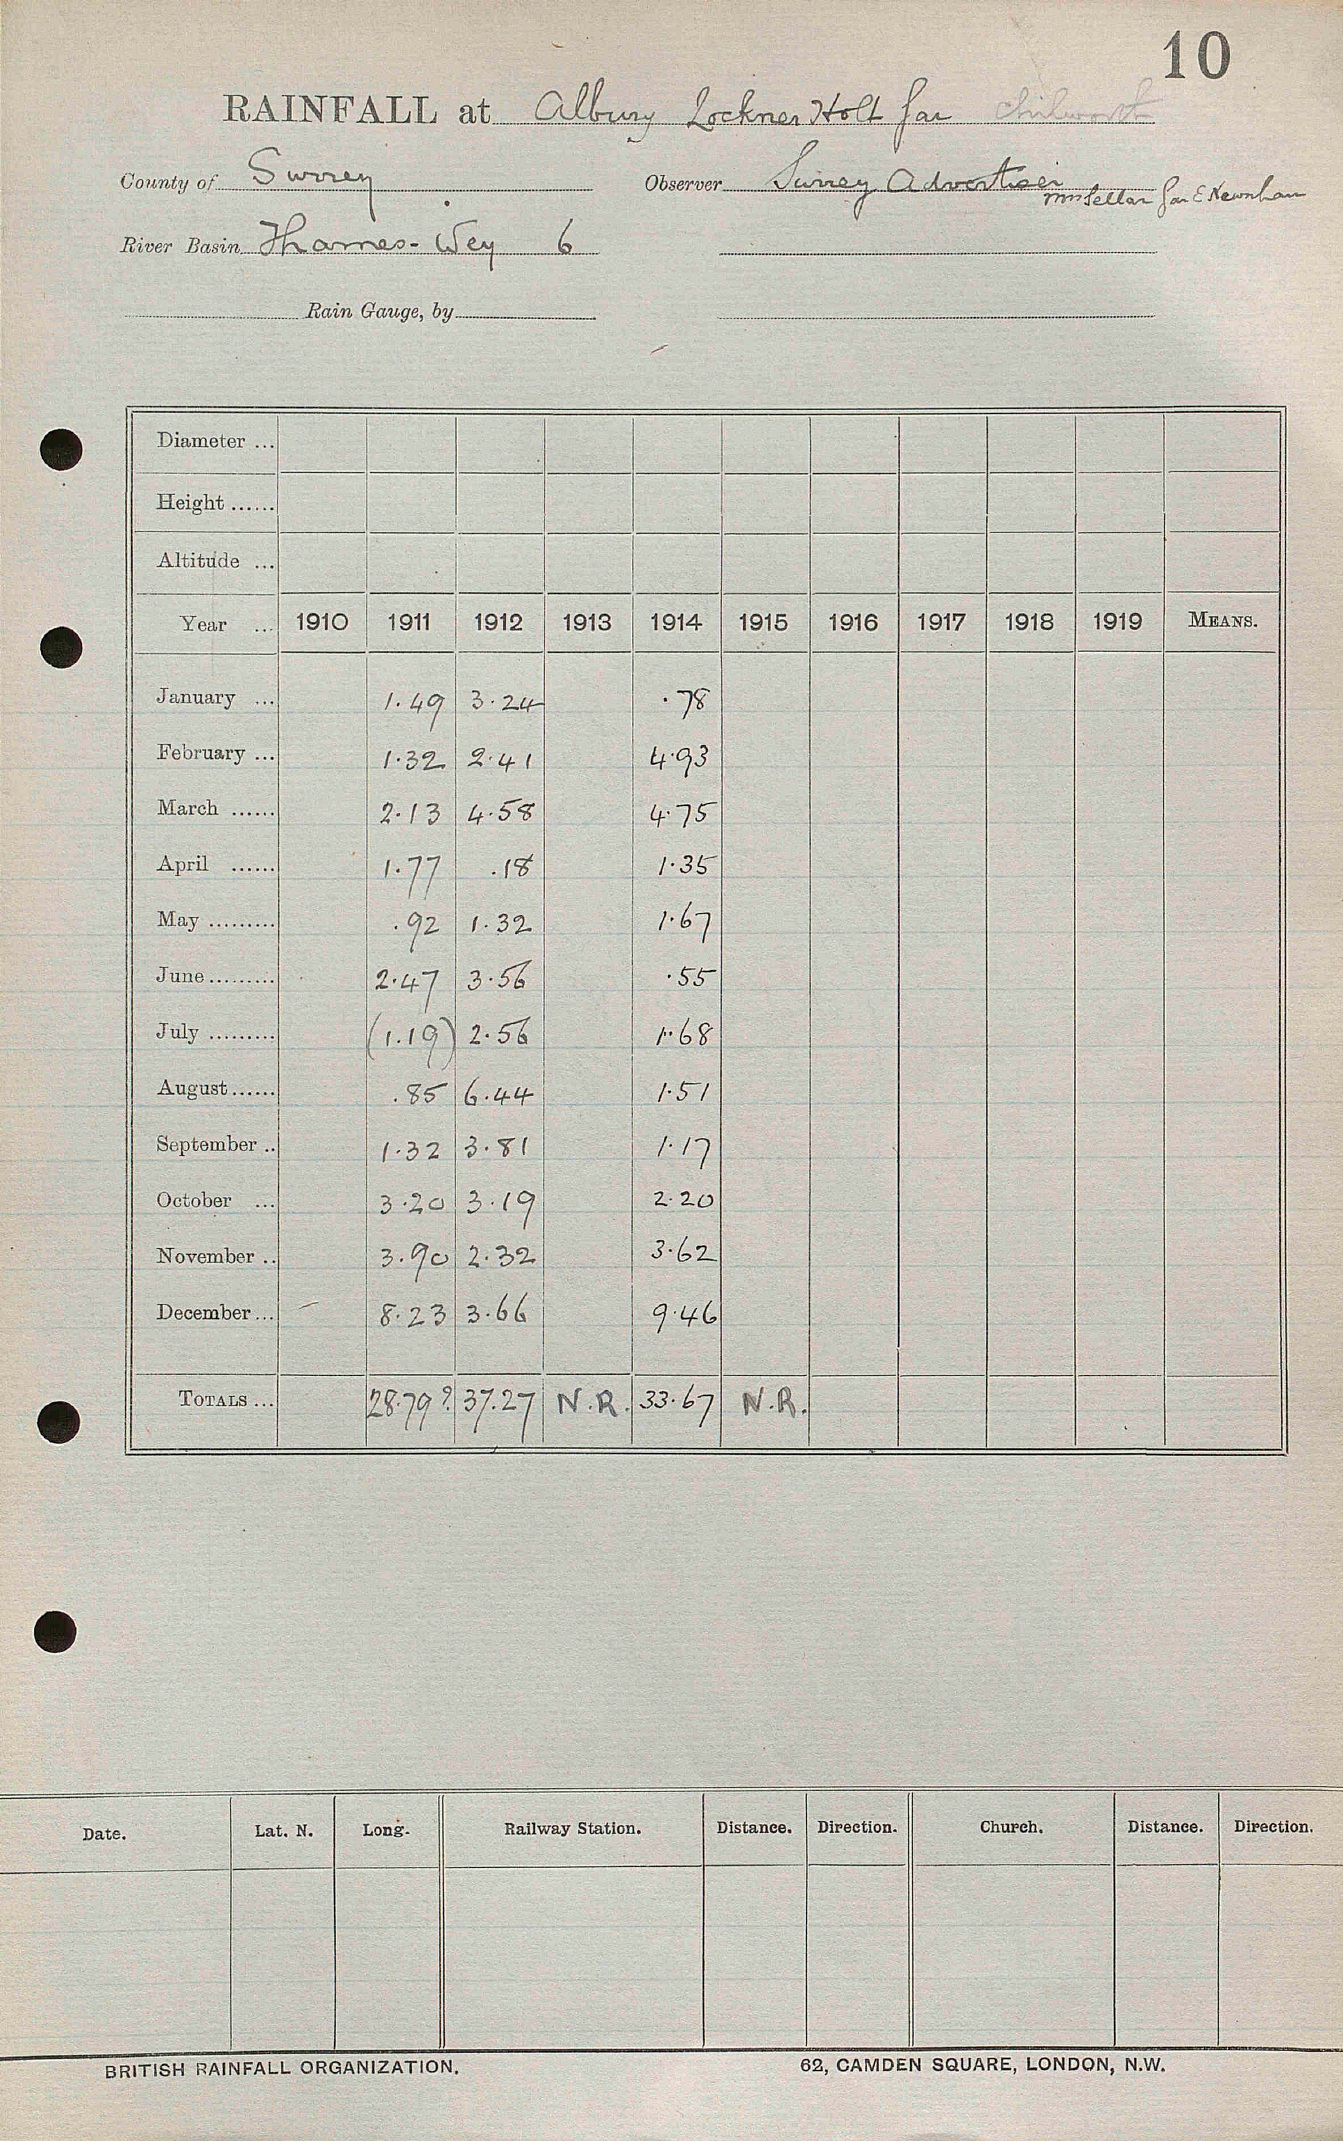 10
RAINFALL at Albury Lockner Holt Gar Chilworth
County of Surrey Observer Surrey Advertiser
Mrs Sellar Gar E Newnham
River Basin Thames - Wey 6
Rain Gauge, by
Diameter ...
Height ......
Altitude ...
Year ... 1910 1911 1912 1913 1914 1915 1916 1917 1918 1919 MEANS.
January ... 1.49 3.24 .78
February ... 1.32 2.41 4.93
March ...... 2.13 4.58 4.75
April ...... 1.77 .18 1.35
May ......... .92 1.32 1.67
June ......... 2.47 3.56 .55
July ......... (1.19) 2.56 1.68
August ...... .85 6.44 1.51
September .. 1.32 3.81 1.17
October ... 3.20 3.19 2.20
November .. 3.90 2.32 3.62
December ... — 8.23 3.66 9.46
TOTALS ... 28.79? 37.27 N.R. 33.67 N.R.
Date. Lat. N. Long. Railway Station. Distance. Direction. Church. Distance. Direction.
BRITISH RAINFALL ORGANIZATION. 62, CAMDEN SQUARE, LONDON, N.W.